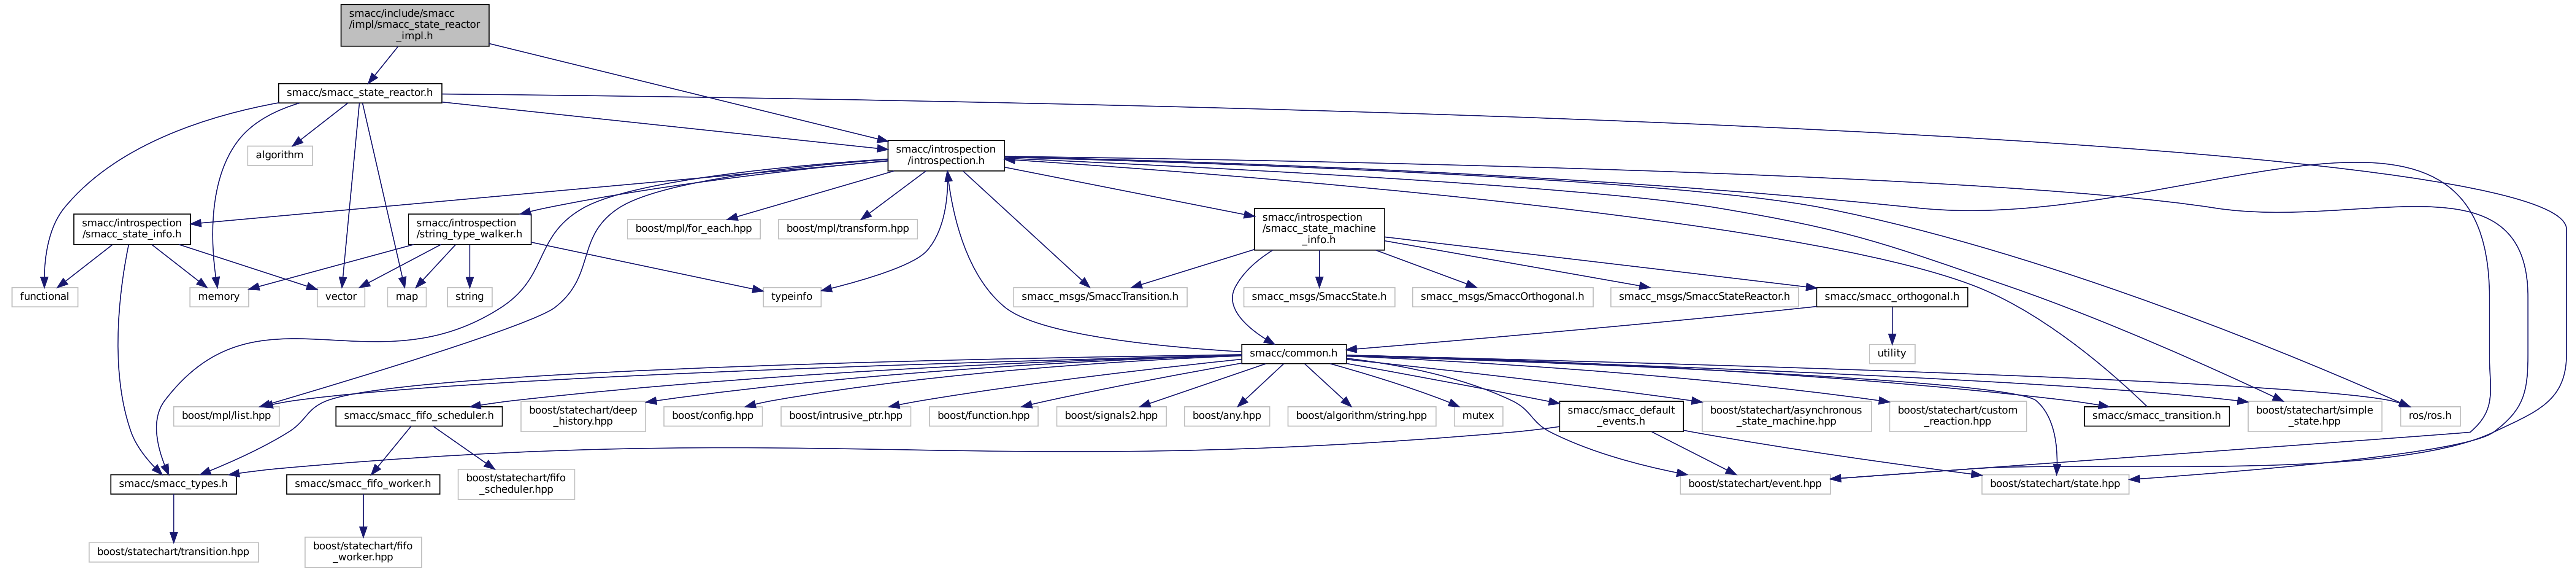 smacc/include/smacc
/impl/smacc_state_reactor
_impl.h
smacc/smacc_state_reactor.h
algorithm
smacc/introspection
/introspection.h
smacc/introspection
/smacc_state_info.h
smacc/introspection
/string_type_walker.h
boost/mpl/for_each.hpp
boost/mpl/transform.hpp
smacc/introspection
/smacc_state_machine
_info.h
functional
memory
vector
map
string
typeinfo
smacc_msgs/SmaccTransition.h
smacc_msgs/SmaccState.h
smacc_msgs/SmaccOrthogonal.h
smacc_msgs/SmaccStateReactor.h
smacc/smacc_orthogonal.h
smacc/common.h
utility
boost/mpl/list.hpp
smacc/smacc_fifo_scheduler.h
boost/statechart/deep
_history.hpp
boost/config.hpp
boost/intrusive_ptr.hpp
boost/function.hpp
boost/signals2.hpp
boost/any.hpp
boost/algorithm/string.hpp
mutex
smacc/smacc_default
_events.h
boost/statechart/asynchronous
_state_machine.hpp
boost/statechart/custom
_reaction.hpp
smacc/smacc_transition.h
boost/statechart/simple
_state.hpp
ros/ros.h
smacc/smacc_types.h
smacc/smacc_fifo_worker.h
boost/statechart/fifo
_scheduler.hpp
boost/statechart/event.hpp
boost/statechart/state.hpp
boost/statechart/transition.hpp
boost/statechart/fifo
_worker.hpp